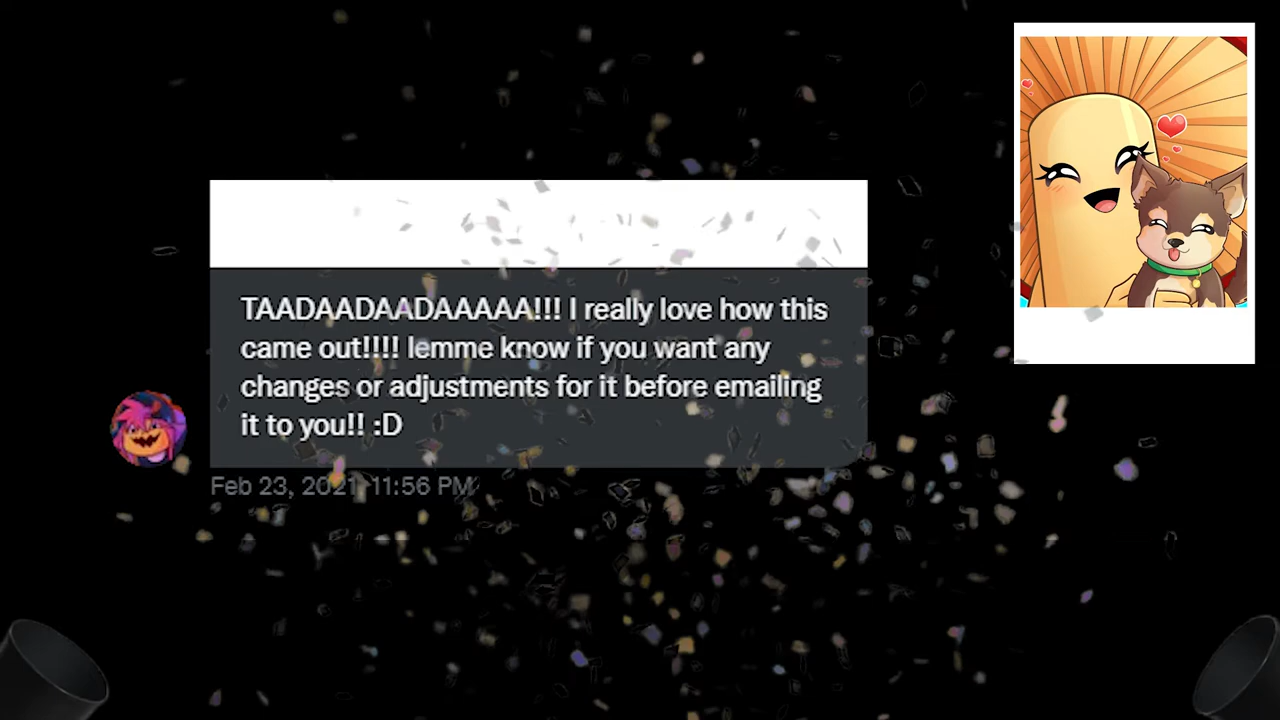 TAADAADAADAAAAA!!! I really love how this
came out!!!! lemme know if you want any
changes or adjustments for it before emailing
it to you!! :D
Feb 23, 2021, 11:56 PM